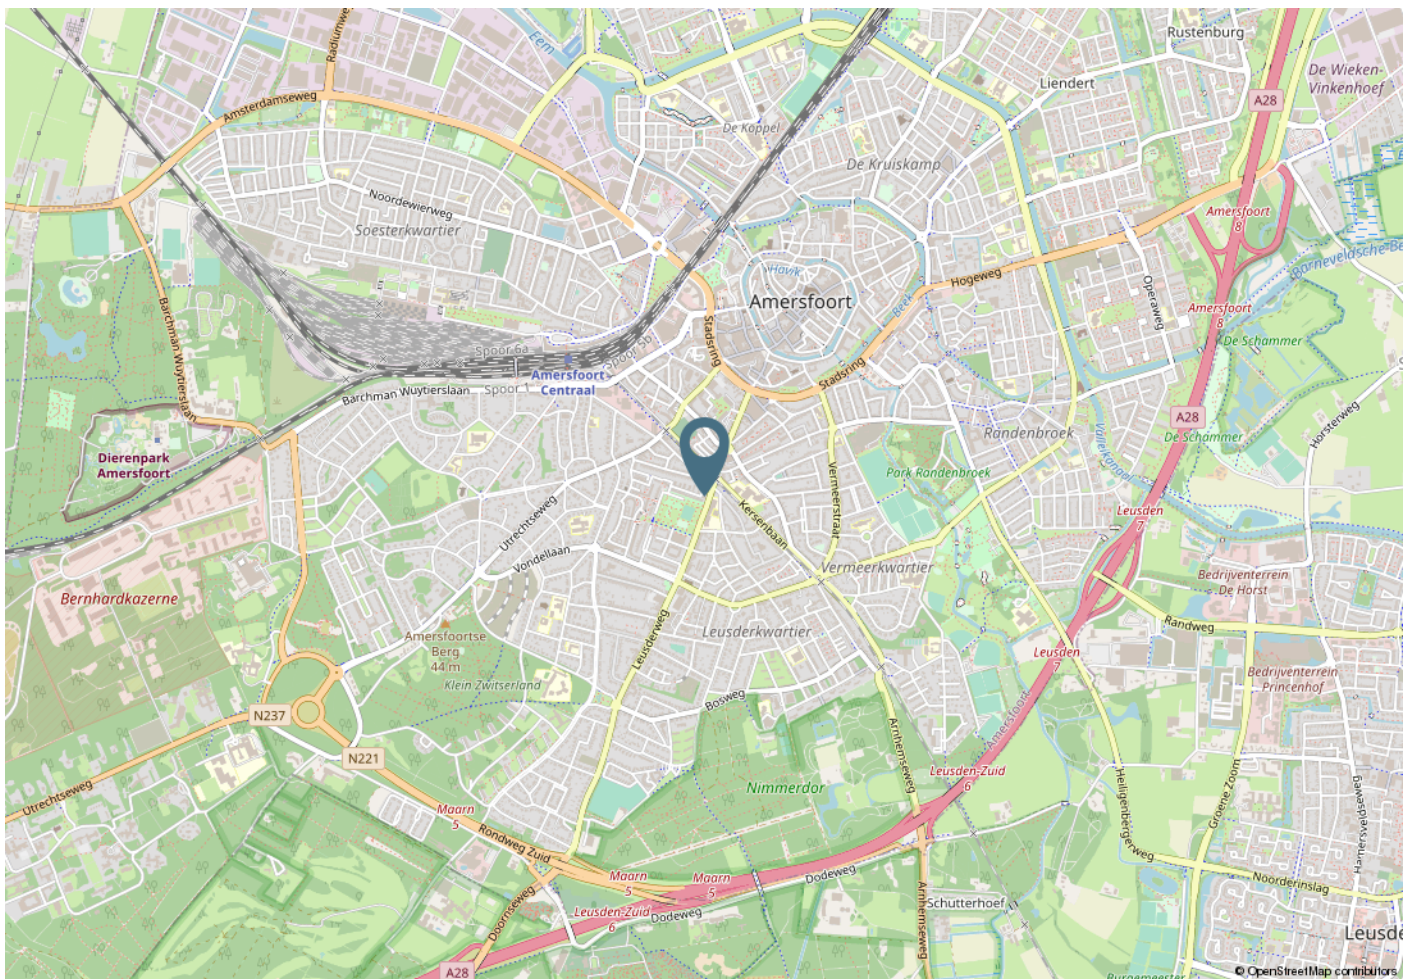 Rustenburg
Radiumweg
Eem
Liendert
De Wieken-
Vinkenhoef
A28
Amsterdamseweg
De Koppel
De Kruiskamp
Noordewierweg
Soesterkwartier
Amersfoort
8
Havik
Hogeweg
Barneveldsche Be
Amersfoort
Operaweg
Beek
Amersfoort
8
Stadsring
De Schammer
Spoor 6a
Spoor 5b
Barchman Wuytierslaan
Amersfoort
Centraal
Spoor 1
Stadsring
Barchman Wuytierslaan
A28
Horsterweg
Randenbroek
De Schammer
Valleikanaal
Dierenpark
Amersfoort
Park Randenbroek
Vermeerstraat
Leusden
7
Utrechtseweg
Kersenbaan
Vondellaan
Vermeerkwartier
Bedrijventerrein
De Horst
Bernhardkazerne
Randweg
Amersfoortse
Berg
44 m
Leusderweg
Leusderkwartier
Leusden
7
Bedrijventerrein
Princenhof
Klein Zwitserland
Bosweg
N237
Amersfoort
Arnhemseweg
N221
Leusden-Zuid
6
Nimmerdor
Utrechtseweg
Maarn
5
Heiligenbergerweg
Groene Zoom
Hamersveldseweg
Rondweg Zuid
Maarn
5
Maarn
5
Dodeweg
Noorderinslag
Doornseweg
Leusden-Zuid
6
Dodeweg
Arnhemseweg
Schutterhoef
Leusde
A28
Burgemeester
© OpenStreetMap contributors